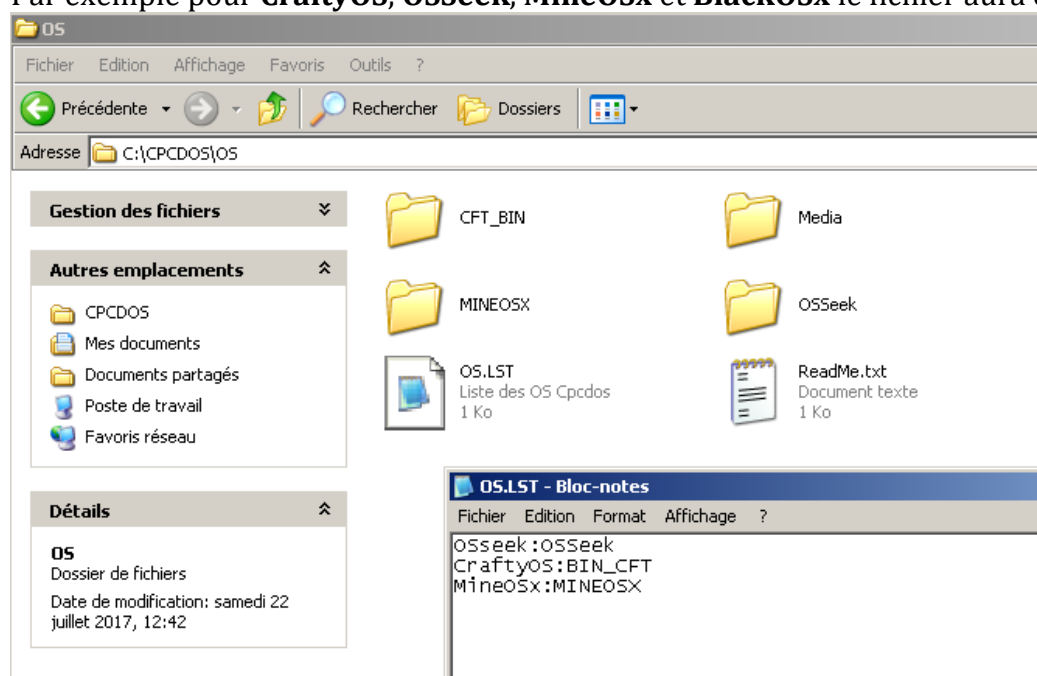 Par exemple pour CraftyOS, OSseek, MineOSx et BlackOSx le fichier aura
OS
Fichier Edition Affichage Favoris Outils ?
Précédente Rechercher Dossiers
Adresse C:\CPCDOS\OS
Gestion des fichiers
CFT_BIN
Media
Autres emplacements
CPCDOS
Mes documents
Documents partagés
Poste de travail
Favoris réseau
MINEOSX
OSSeek
OS.LST
Liste des OS Cpcdos
1 Ko
ReadMe.txt
Document texte
1 Ko
Détails
OS
Dossier de fichiers
Date de modification: samedi 22
juillet 2017, 12:42
OS.LST - Bloc-notes
Fichier Edition Format Affichage ?
OSseek:OSSeek
CraftyOS:BIN_CFT
MineOSx:MINEOSX